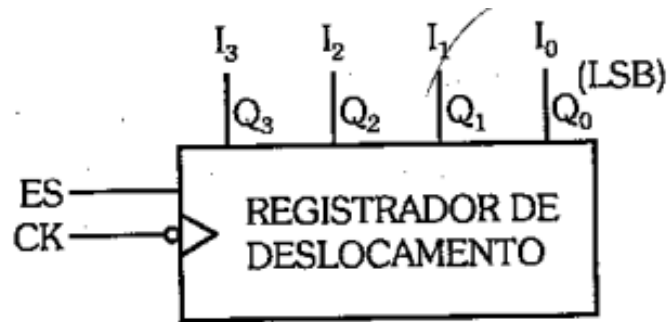 I₃ I₂ I₁ I₀
(LSB)
Q₃ Q₂ Q₁ Q₀
ES
CK
REGISTRADOR DE
DESLOCAMENTO